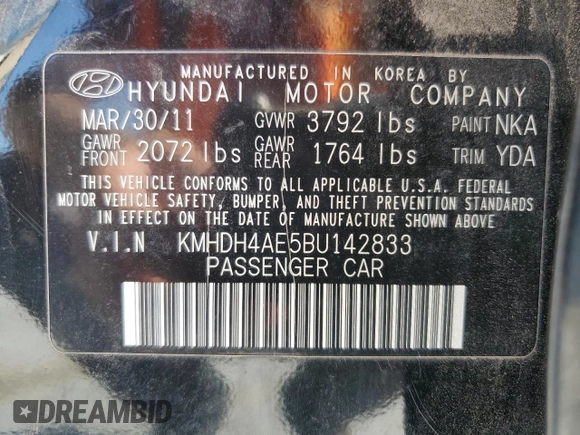 MANUFACTURED IN KOREA BY
HYUNDAI MOTOR COMPANY
MAR/30/11 GVWR 3792 lbs PAINT NKA
GAWR FRONT 2072 lbs GAWR REAR 1764 lbs TRIM YDA
THIS VEHICLE CONFORMS TO ALL APPLICABLE U.S.A. FEDERAL
MOTOR VEHICLE SAFETY, BUMPER, AND THEFT PREVENTION STANDARDS
IN EFFECT ON THE DATE OF MANUFACTURE SHOWN ABOVE.
V.I.N KMHDH4AE5BU142833
PASSENGER CAR
DREAMBID